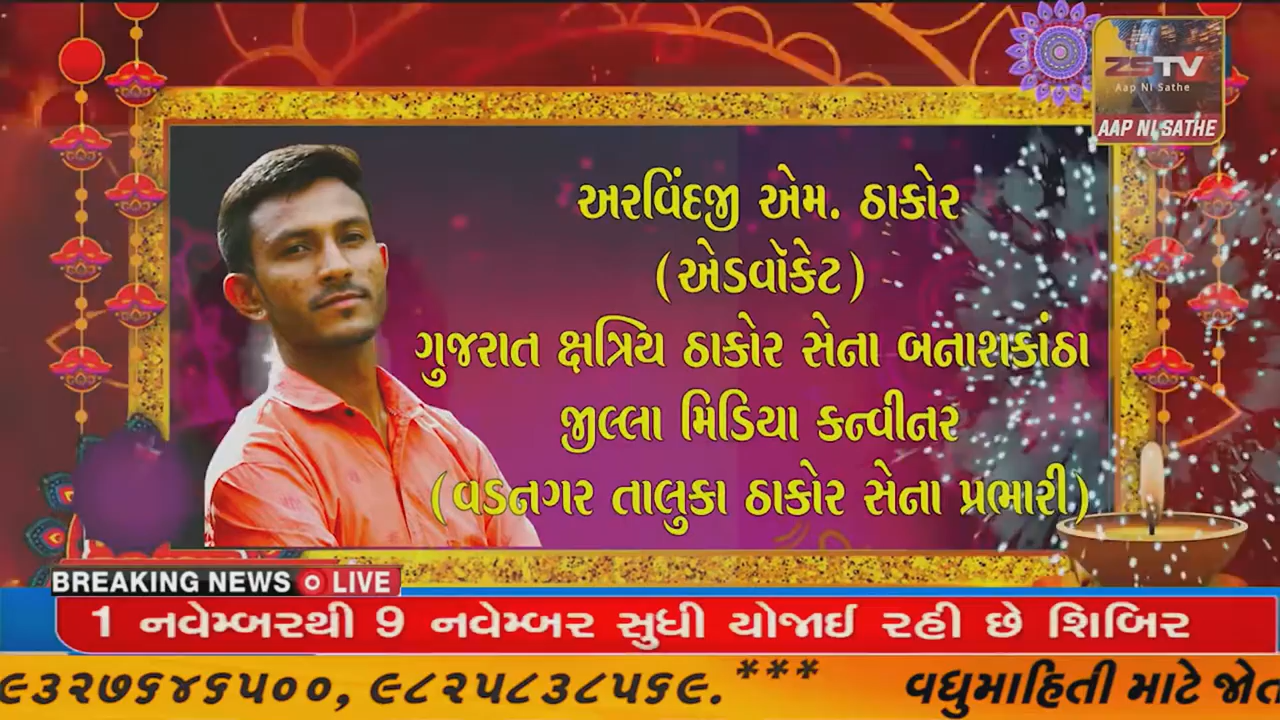 ZSTV
Aap Ni Sathe
AAP NI SATHE
અરવિંદજી એમ. ઠાકોર
(એડવૉકેટ)
ગુજરાત ક્ષત્રિય ઠાકોર સેના બનાશકાંઠા
જીલ્લા મિડિયા કન્વીનર
(વડનગર તાલુકા ઠાકોર સેના પ્રભારી)
BREAKING NEWS LIVE
1 નવેમ્બરથી 9 નવેમ્બર સુધી યોજાઈ રહી છે શિબિર
૯૩૨૭૬૪૬૫૦૦, ૯૮૨૫૮૩૮૫૬૯. *** વધુમાહિતી માટે જોત